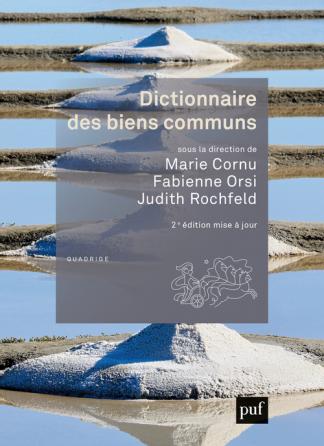 Dictionnaire
des biens communs
sous la direction de
Marie Cornu
Fabienne Orsi
Judith Rochfeld
2e édition mise à jour
QUADRIGE
puf